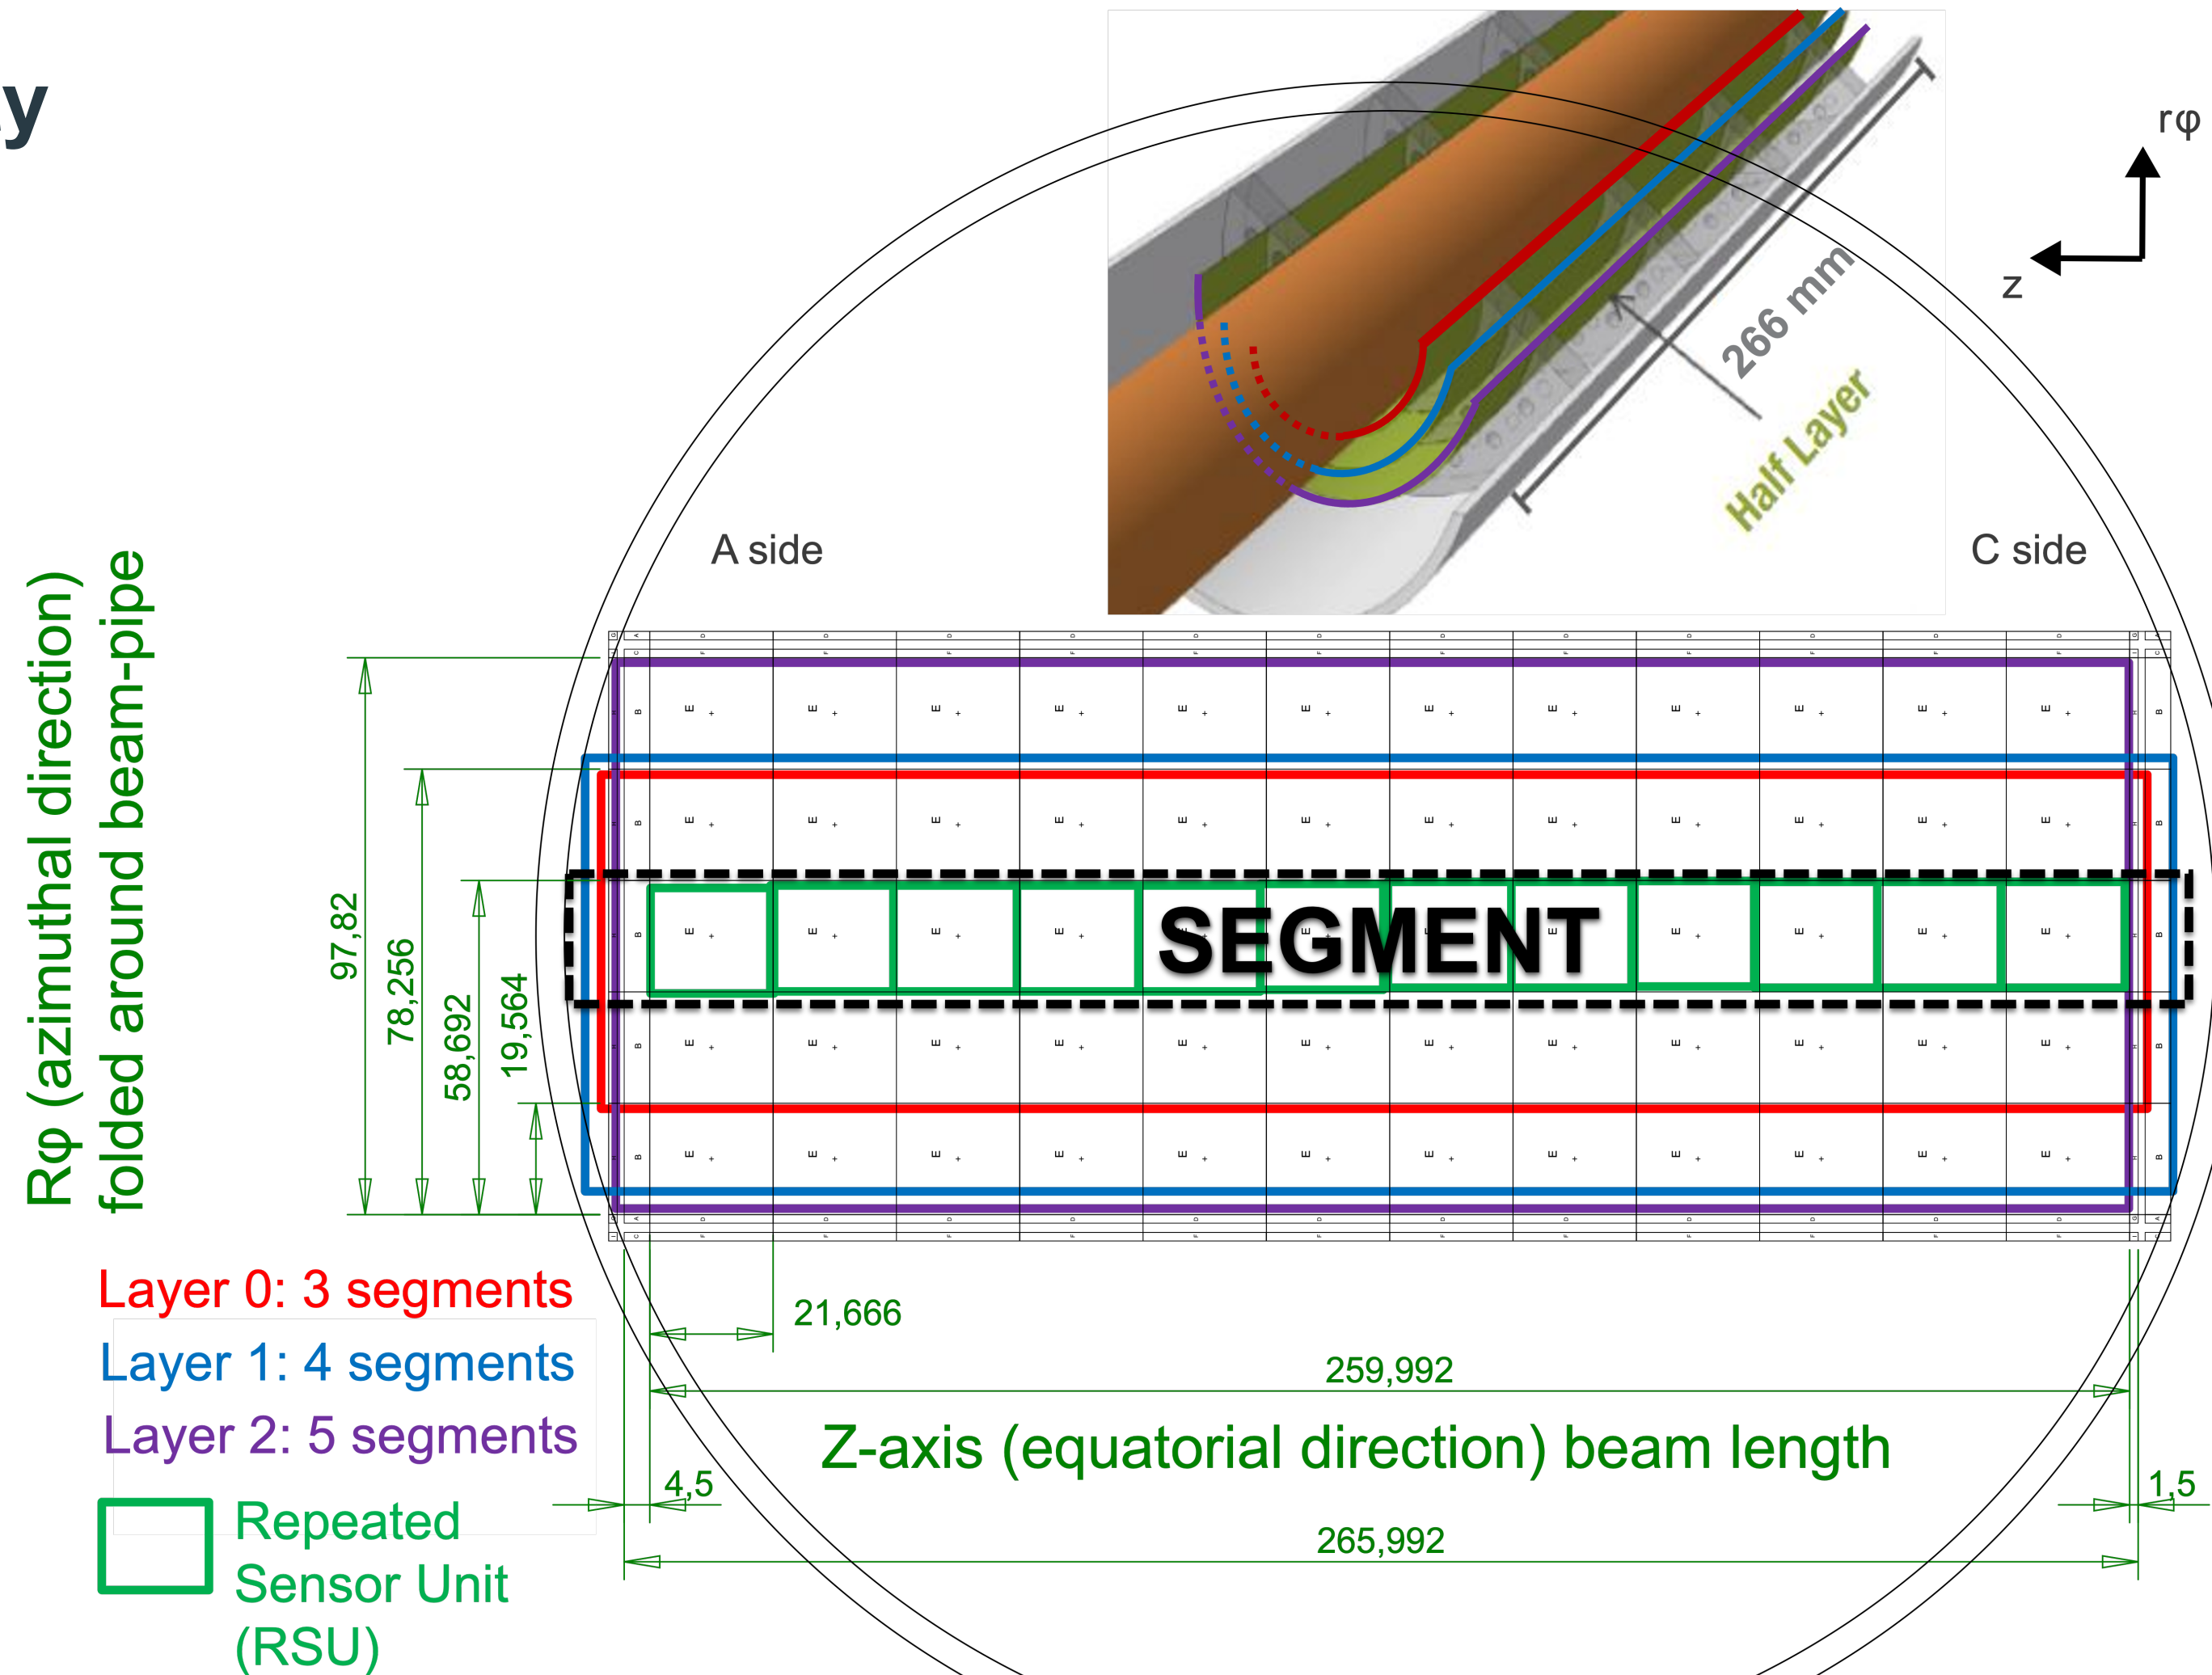 y
rφ
z
266 mm
Half Layer
A side
C side
Rφ (azimuthal direction)
folded around beam-pipe
97,82
78,256
58,692
19,564
G A D D D D D D D D D D D D G A
I C F F F F F F F F F F F F I C
H B E E E E E E E E E E E E H B
H B E E E E E E E E E E E E H B
H B E E E E E E E E E E E H B
SEGMENT
H B E E E E E E E E E E E E H B
H B E E E E E E E E E E E E H B
G A D D D D D D D D D D D D G A
I C F F F F F F F F F F F F I C
Layer 0: 3 segments
Layer 1: 4 segments
Layer 2: 5 segments
Repeated
Sensor Unit
(RSU)
21,666
259,992
Z-axis (equatorial direction) beam length
4,5
1,5
265,992